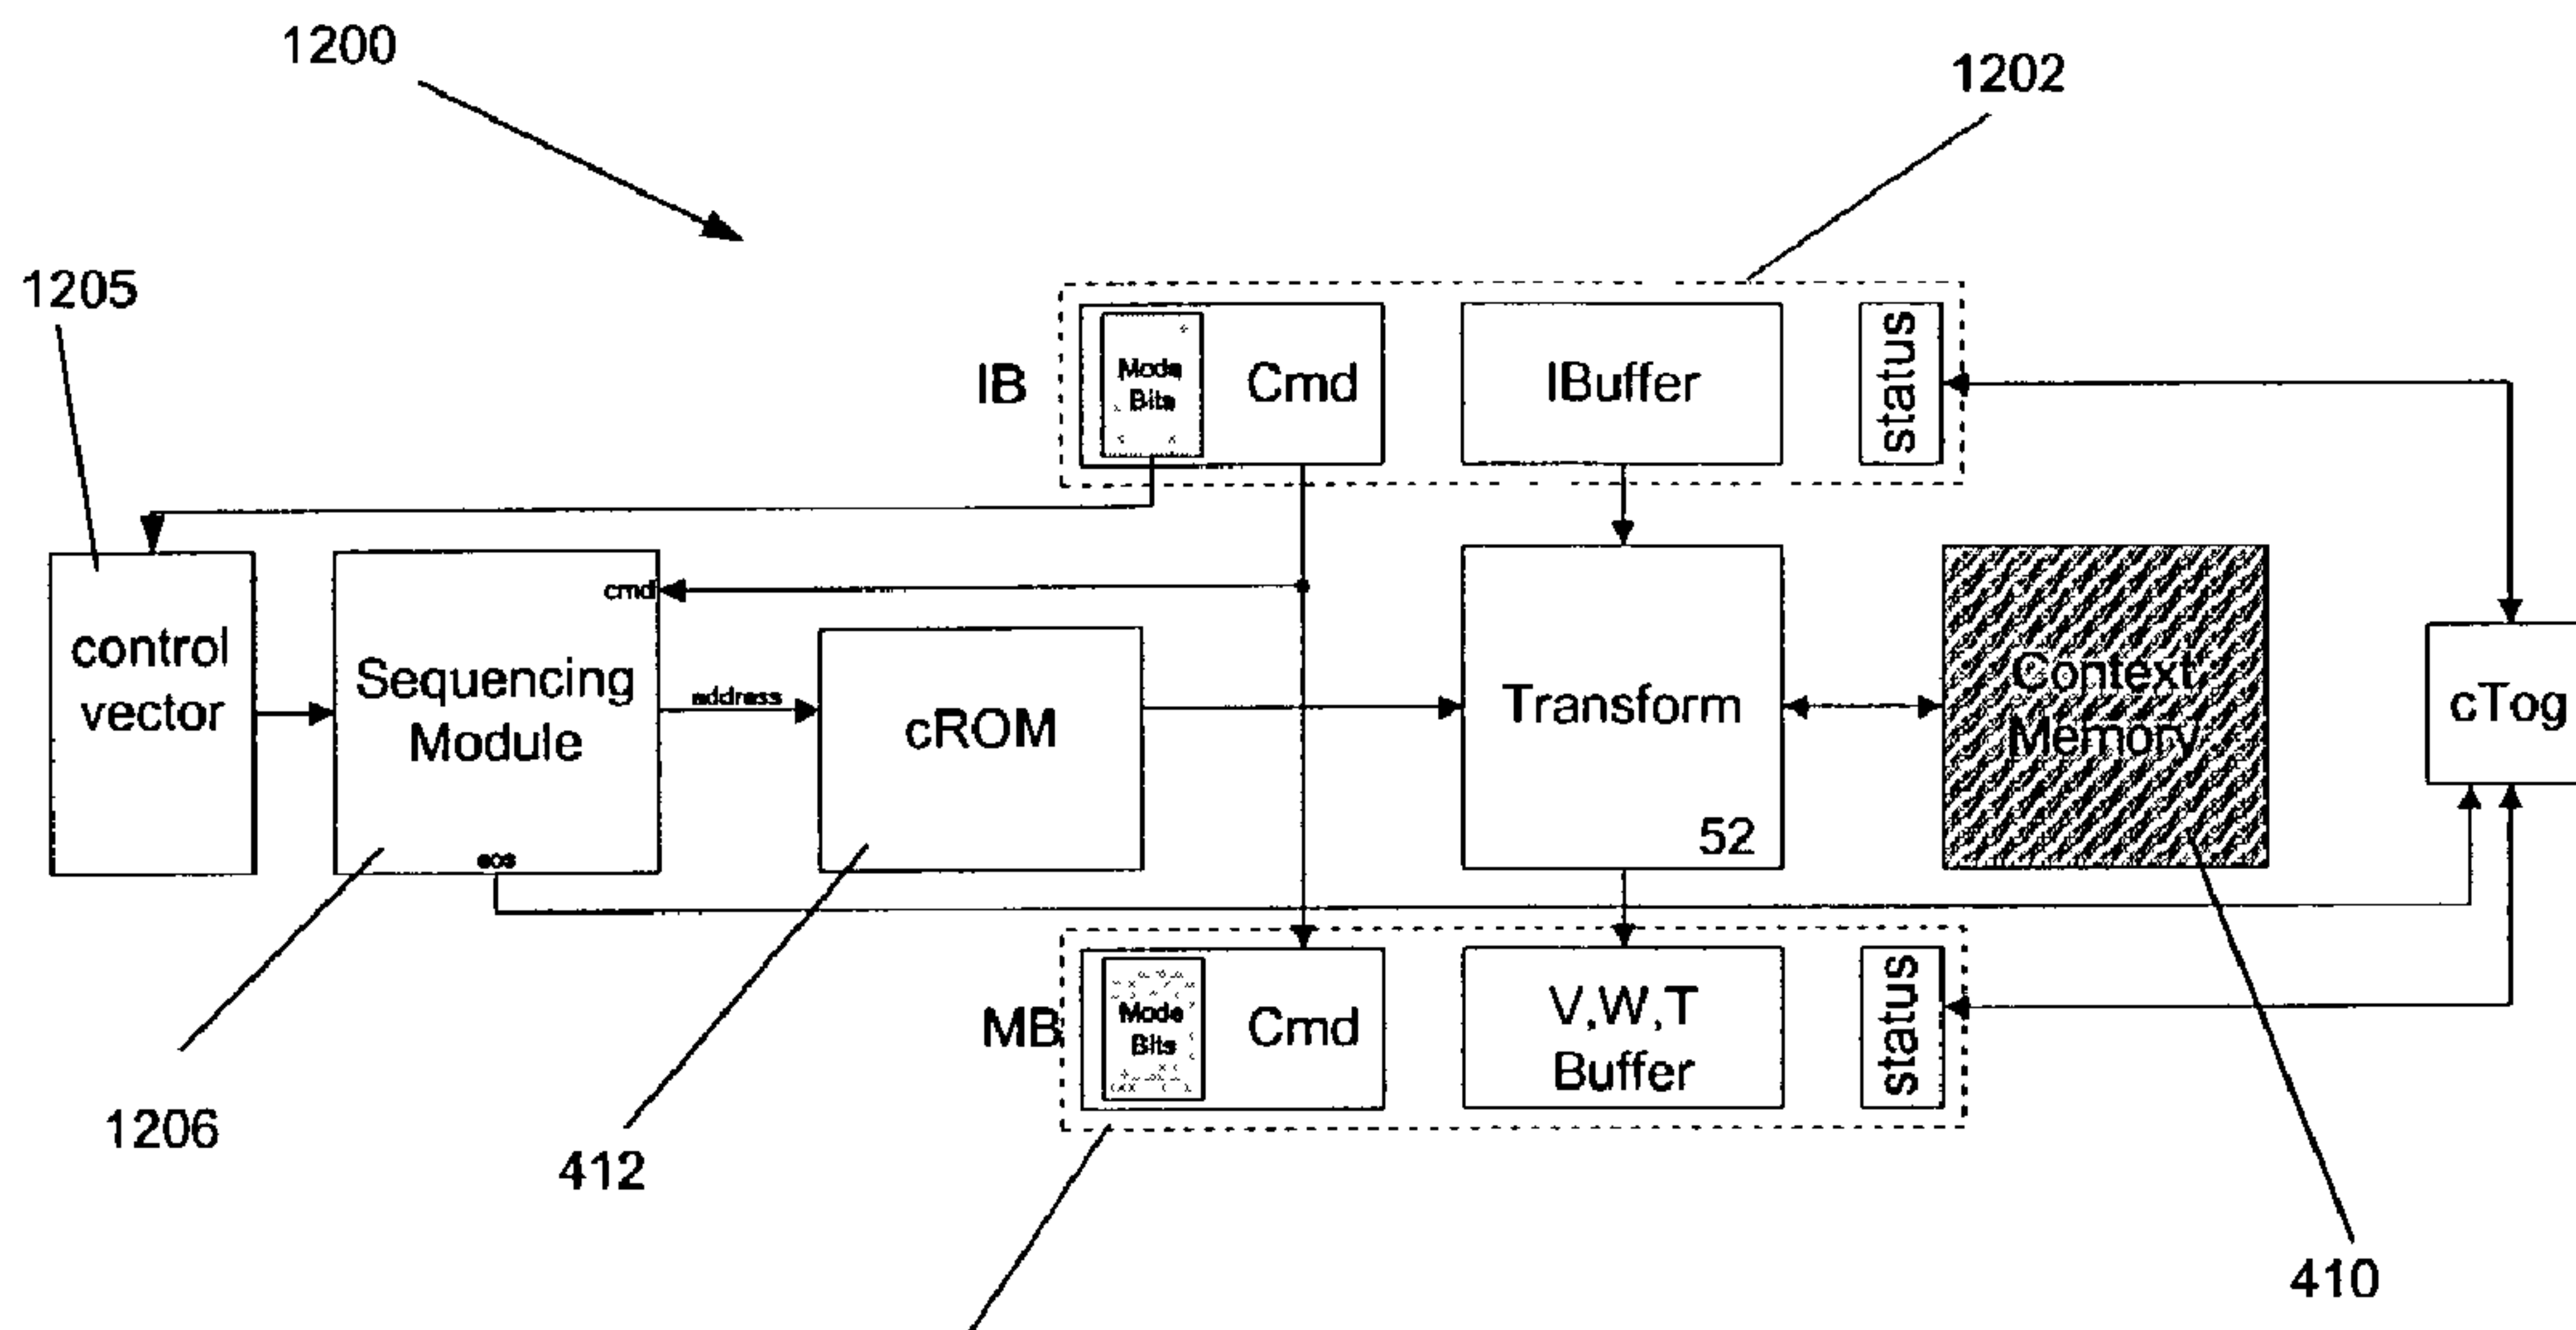 1200
1202
1205
IB
Mode
Bits
Cmd
IBuffer
status
control
vector
cmd
Sequencing
Module
address
cROM
Transform
52
Context
Memory
cTog
eos
MB
Mode
Bits
Cmd
V,W,T
Buffer
status
1206
412
410